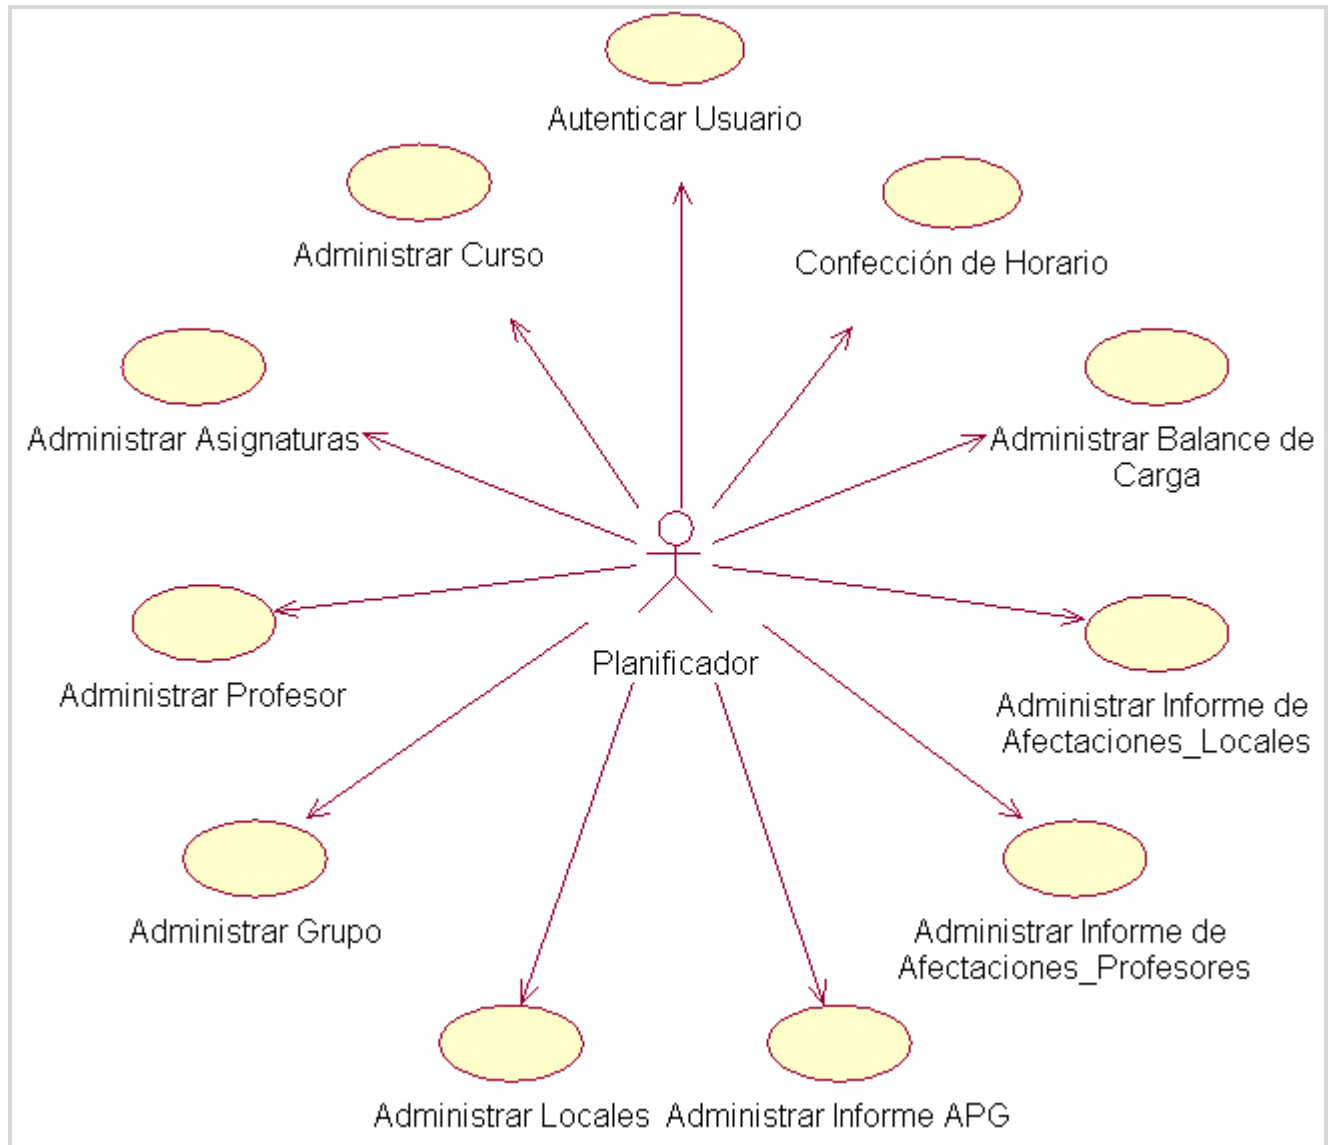 Autenticar Usuario
Administrar Curso
Confección de Horario
Administrar Asignaturas
Administrar Balance de
Carga
Planificador
Administrar Profesor
Administrar Informe de
Afectaciones_Locales
Administrar Grupo
Administrar Informe de
Afectaciones_Profesores
Administrar Locales
Administrar Informe APG